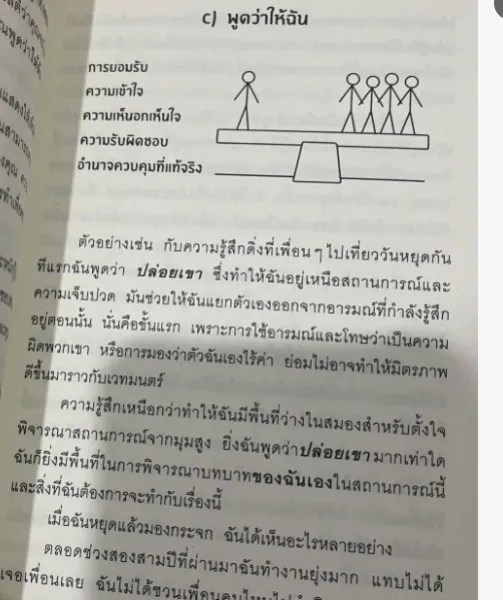 c) พูดว่าให้ฉัน
การยอมรับ
ความเข้าใจ
ความเห็นอกเห็นใจ
ความรับผิดชอบ
อำนาจควบคุมที่แท้จริง
ตัวอย่างเช่น กับความรู้สึกดิ่งที่เพื่อน ๆ ไปเที่ยววันหยุดกัน
ทีแรกฉันพูดว่า ปล่อยเขา ซึ่งทำให้ฉันอยู่เหนือสถานการณ์และ
ความเจ็บปวด มันช่วยให้ฉันแยกตัวเองออกจากอารมณ์ที่กำลังรู้สึก
อยู่ตอนนั้น นั่นคือขั้นแรก เพราะการใช้อารมณ์และโทษว่าเป็นความ
ผิดพวกเขา หรือการมองว่าตัวฉันเองไร้ค่า ย่อมไม่อาจทำให้มิตรภาพ
ดีขึ้นมาราวกับเวทมนตร์
ความรู้สึกเหนือกว่าทำให้ฉันมีพื้นที่ว่างในสมองสำหรับตั้งใจ
พิจารณาสถานการณ์จากมุมสูง ยิ่งฉันพูดว่าปล่อยเขามากเท่าใด
ฉันก็ยิ่งมีพื้นที่ในการพิจารณาบทบาทของฉันเองในสถานการณ์นี้
และสิ่งที่ฉันต้องการจะทำกับเรื่องนี้
เมื่อฉันหยุดแล้วมองกระจก ฉันได้เห็นอะไรหลายอย่าง
ตลอดช่วงสองสามปีที่ผ่านมาฉันทำงานยุ่งมาก แทบไม่ได้
เจอเพื่อนเลย ฉันไม่ได้ชวนเพื่อน